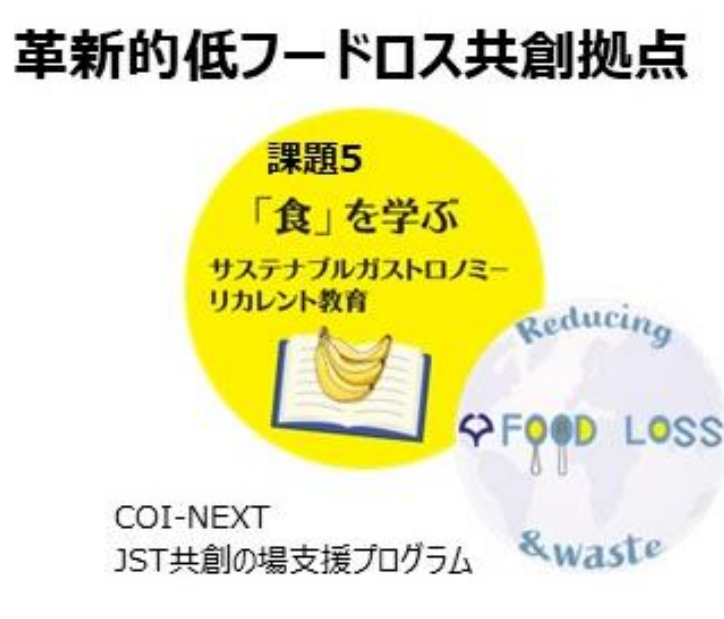 革新的低フードロス共創拠点
課題5
「食」を学ぶ
サステナブルガストロノミー
リカレント教育
Reducing
FOOD LOSS
&waste
COI-NEXT
JST共創の場支援プログラム